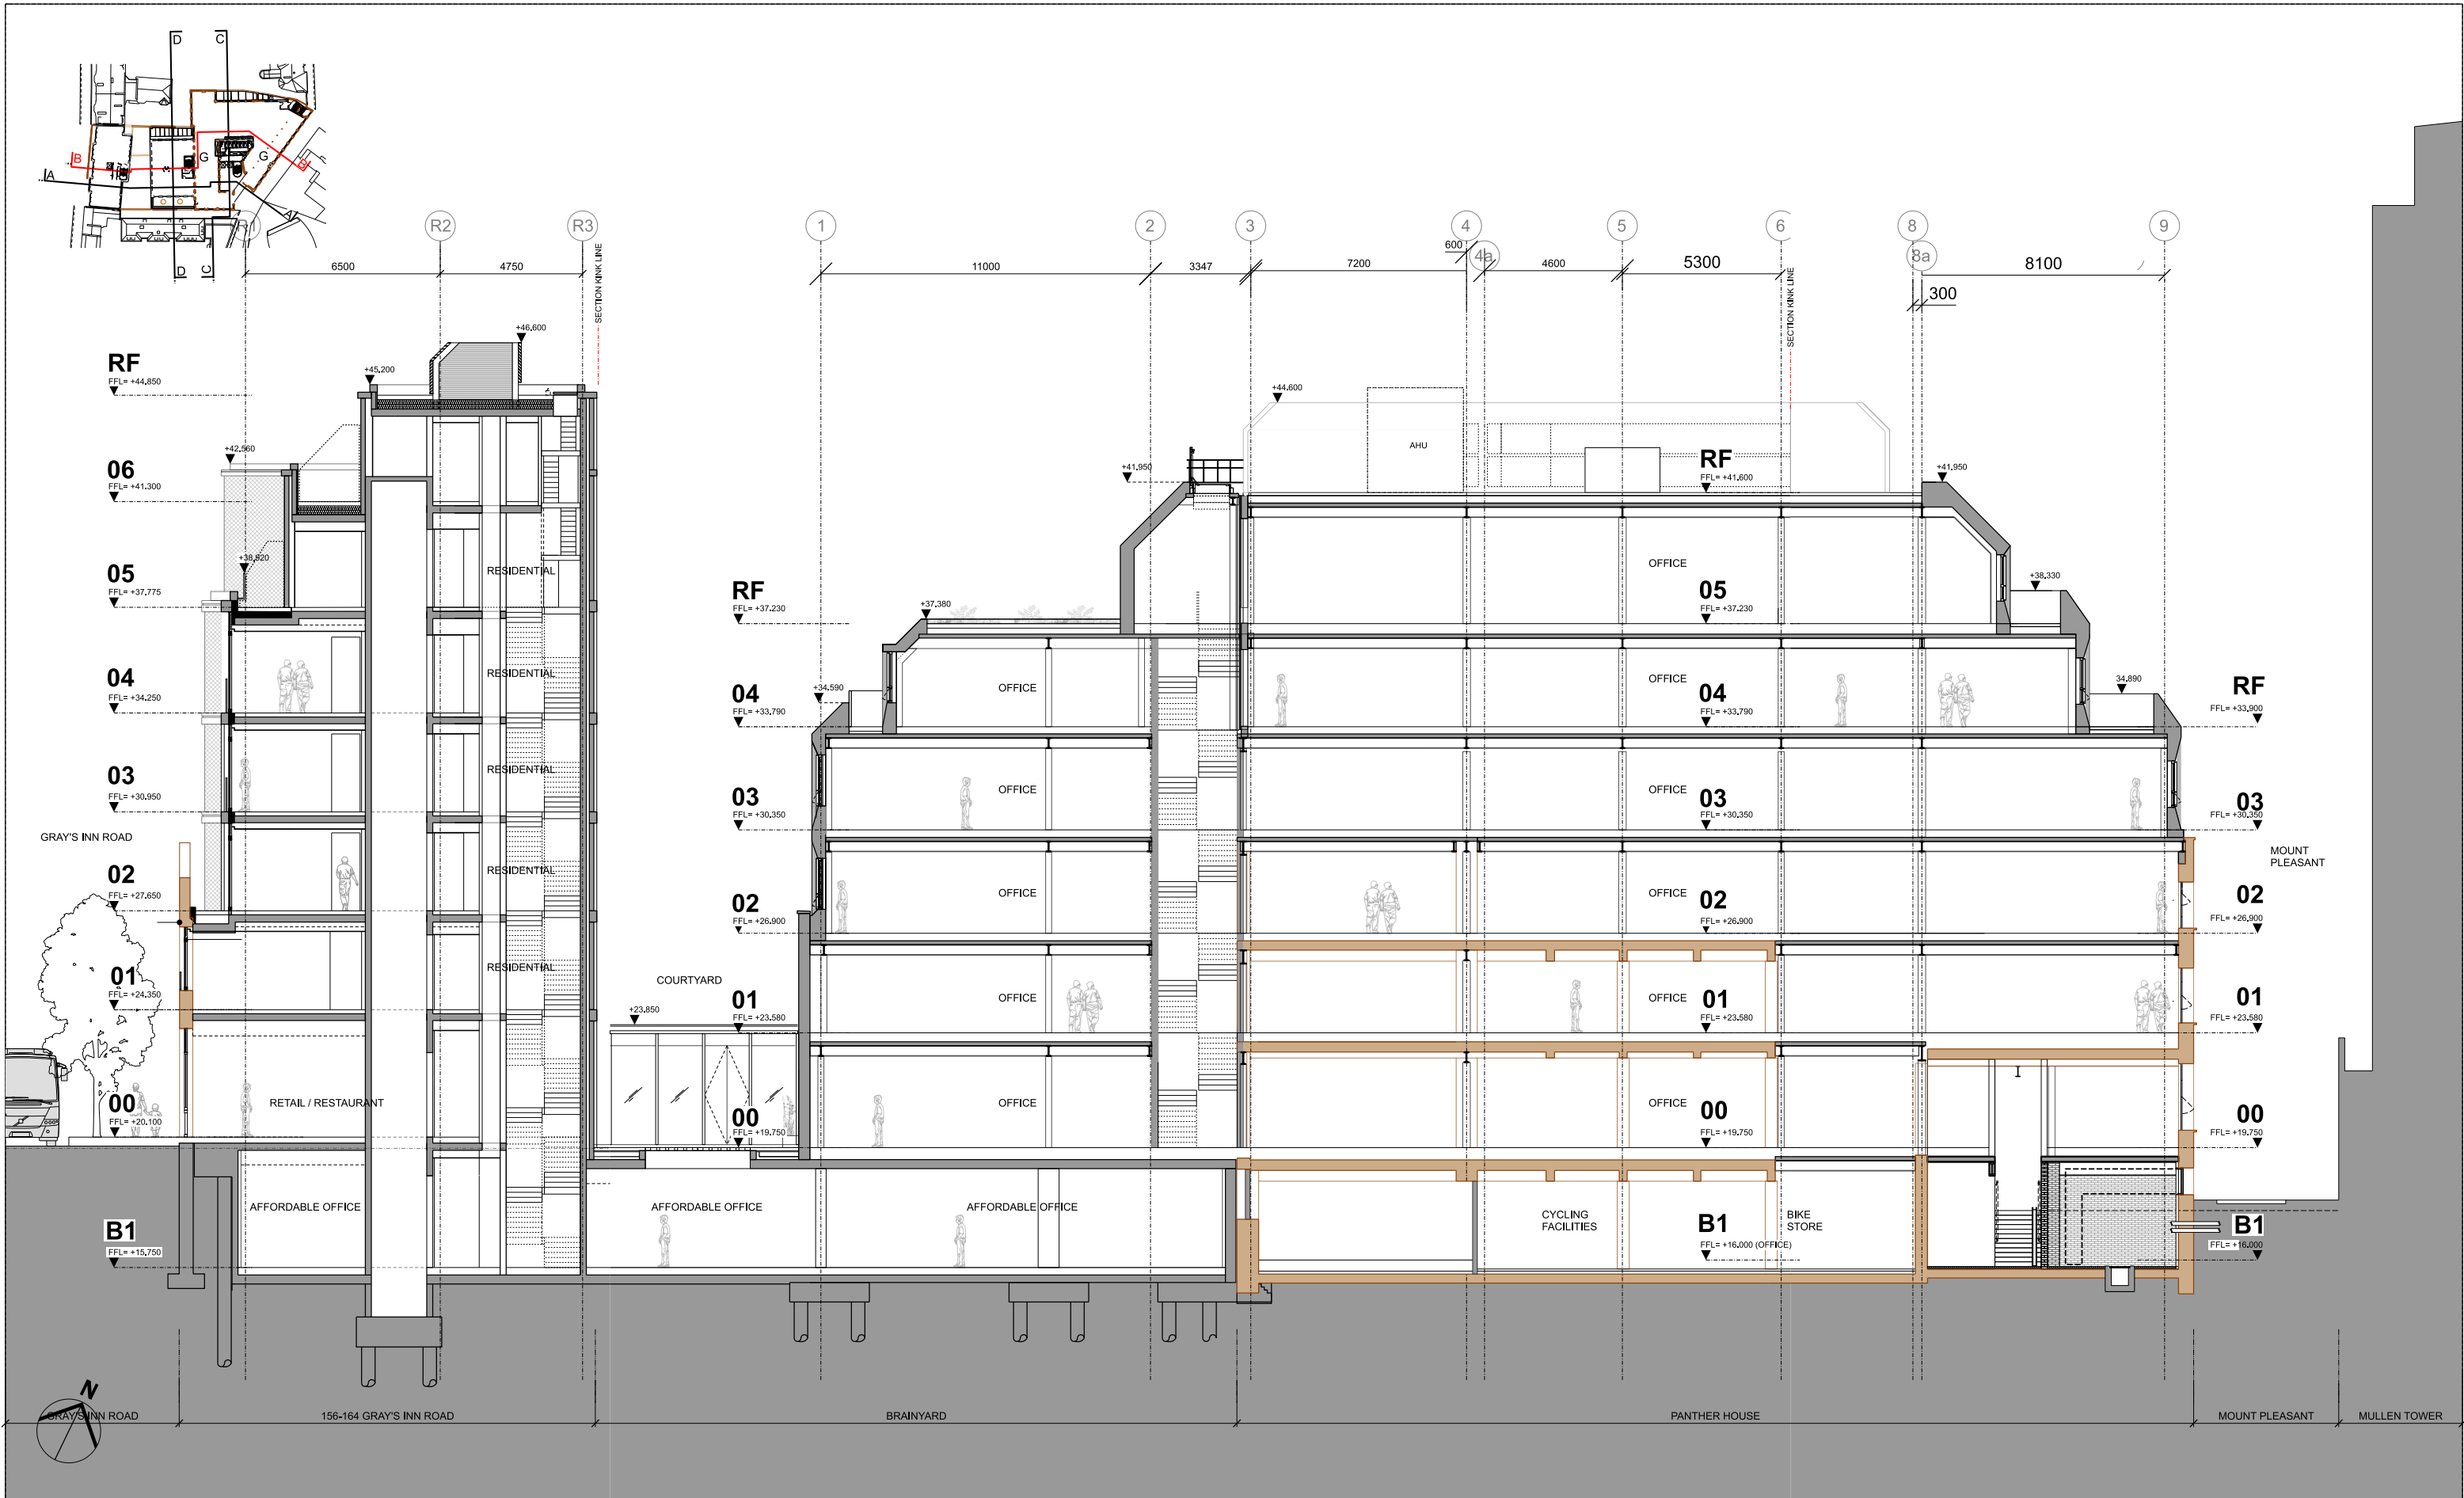 D
C
B
G
G
B
A
A
D
C
R2
R3
1
2
3
4
4a
5
6
8
8a
9
6500
4750
11000
3347
7200
600
4600
5300
300
8100
SECTION KINK LINE
SECTION KINK LINE
RF
FFL= +44,850
06
FFL= +41,300
05
FFL= +37,775
04
FFL= +34,250
03
FFL= +30,950
GRAY'S INN ROAD
02
FFL= +27,650
01
FFL= +24,350
00
FFL= +20,100
B1
FFL= +15,750
+46,600
+45,200
+42,560
+38,920
RESIDENTIAL
RESIDENTIAL
RESIDENTIAL
RESIDENTIAL
RESIDENTIAL
RETAIL / RESTAURANT
AFFORDABLE OFFICE
COURTYARD
+23,850
RF
FFL= +37,230
04
FFL= +33,790
03
FFL= +30,350
02
FFL= +26,900
01
FFL= +23,580
00
FFL= +19,750
+41,950
+37,380
+34,590
OFFICE
OFFICE
OFFICE
OFFICE
OFFICE
AFFORDABLE OFFICE
AFFORDABLE OFFICE
+44,600
AHU
RF
FFL= +41,600
+41,950
OFFICE
05
FFL= +37,230
+38,330
OFFICE
04
FFL= +33,790
34,890
OFFICE
03
FFL= +30,350
OFFICE
02
FFL= +26,900
OFFICE
01
FFL= +23,580
OFFICE
00
FFL= +19,750
CYCLING
FACILITIES
B1
FFL= +16,000 (OFFICE)
BIKE
STORE
RF
FFL= +33,900
03
FFL= +30,350
MOUNT
PLEASANT
02
FFL= +26,900
01
FFL= +23,580
00
FFL= +19,750
B1
FFL= +16,000
N
GRAY'S INN ROAD
156-164 GRAY'S INN ROAD
BRAINYARD
PANTHER HOUSE
MOUNT PLEASANT
MULLEN TOWER